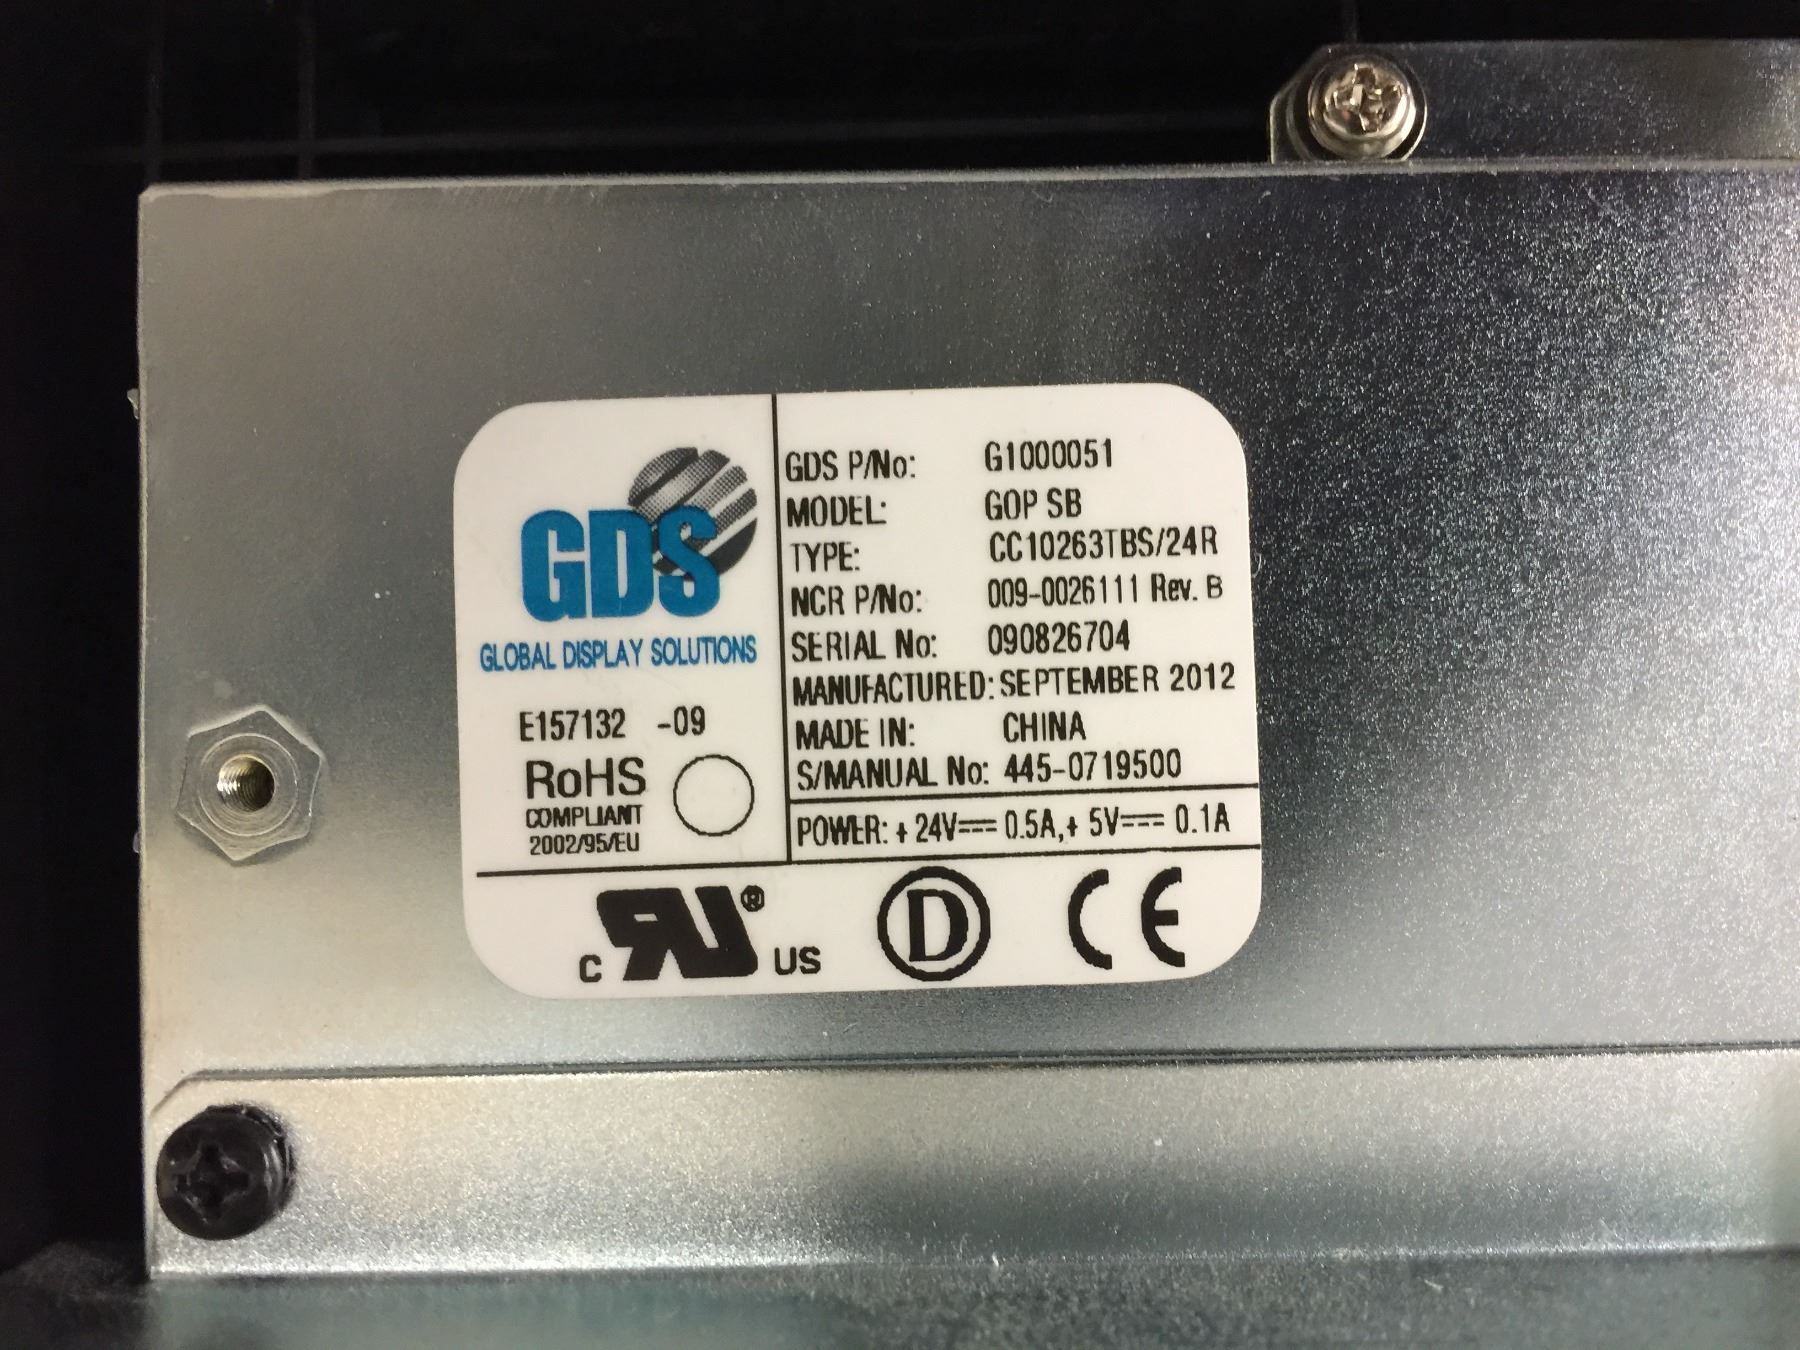 GDS
GLOBAL DISPLAY SOLUTIONS
E157132 -09
RoHS
COMPLIANT
2002/95/EU
GDS P/No: G1000051
MODEL: GOP SB
TYPE: CC10263TBS/24R
NCR P/No: 009-0026111 Rev. B
SERIAL No: 090826704
MANUFACTURED: SEPTEMBER 2012
MADE IN: CHINA
S/MANUAL No: 445-0719500
POWER: + 24V⎓ 0.5A,+ 5V⎓ 0.1A
C RU® US D CE